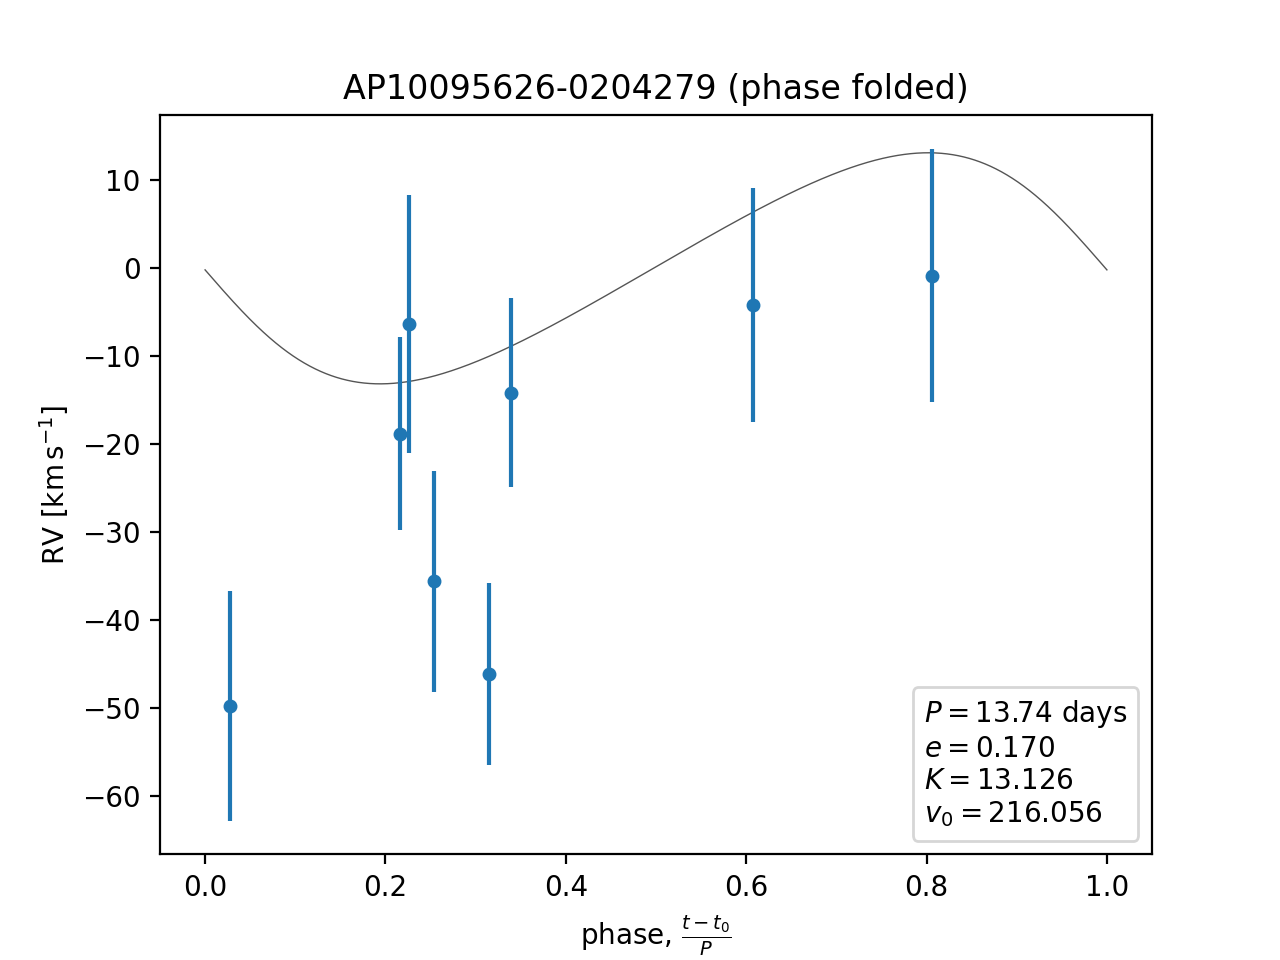 AP10095626-0204279 (phase folded)
RV [km s⁻¹]
10
0
−10
−20
−30
−40
−50
−60
P = 13.74 days
e = 0.170
K = 13.126
v₀ = 216.056
0.0 0.2 0.4 0.6 0.8 1.0
phase, (t − t₀)/P